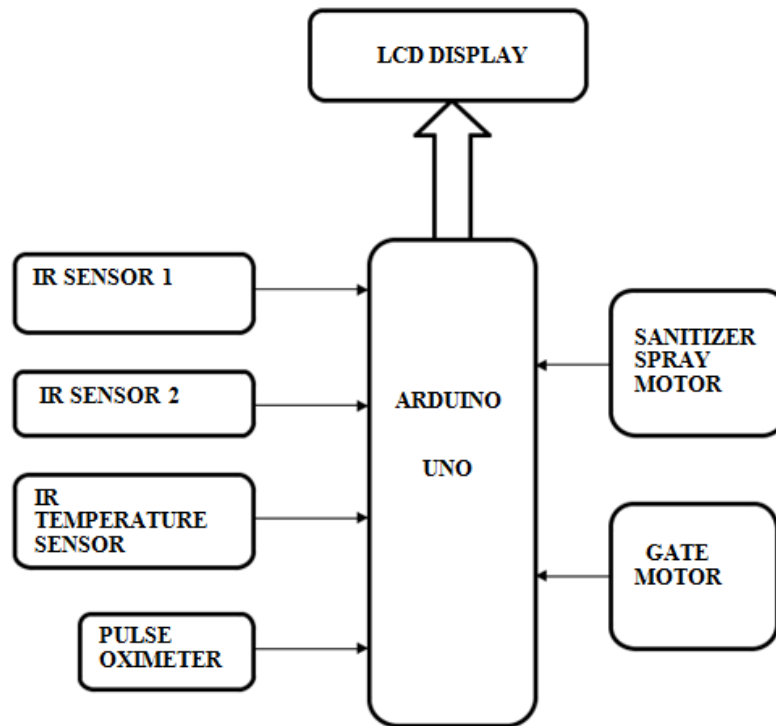 LCD DISPLAY
IR SENSOR 1
IR SENSOR 2
IR
TEMPERATURE
SENSOR
PULSE
OXIMETER
ARDUINO
UNO
SANITIZER
SPRAY
MOTOR
GATE
MOTOR